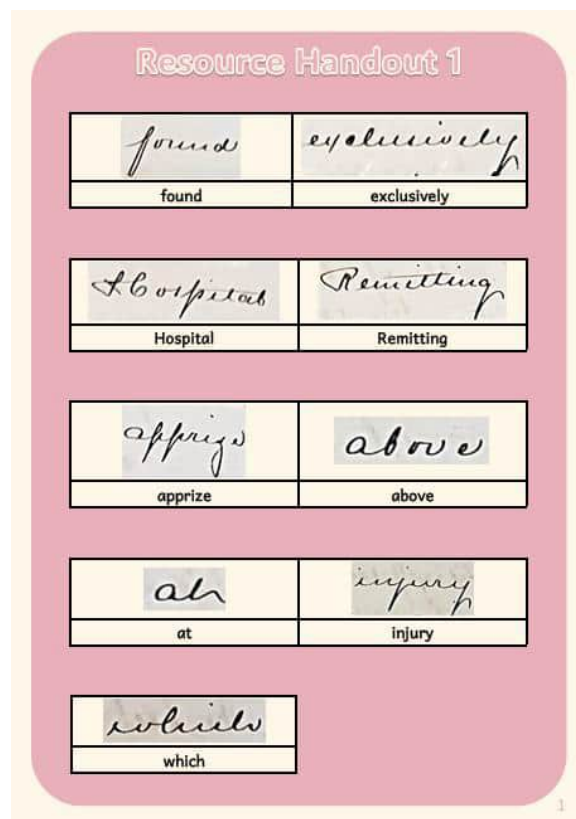 Resource Handout 1
found exclusively
found exclusively
Hospital Remitting
Hospital Remitting
apprize above
apprize above
at injury
at injury
which
which
1